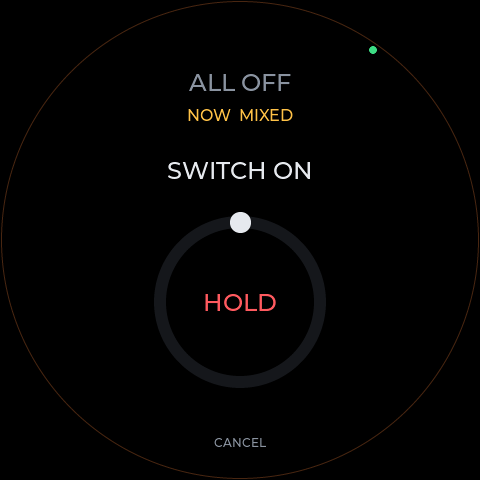 ALL OFF
NOW  MIXED
SWITCH ON
HOLD
CANCEL